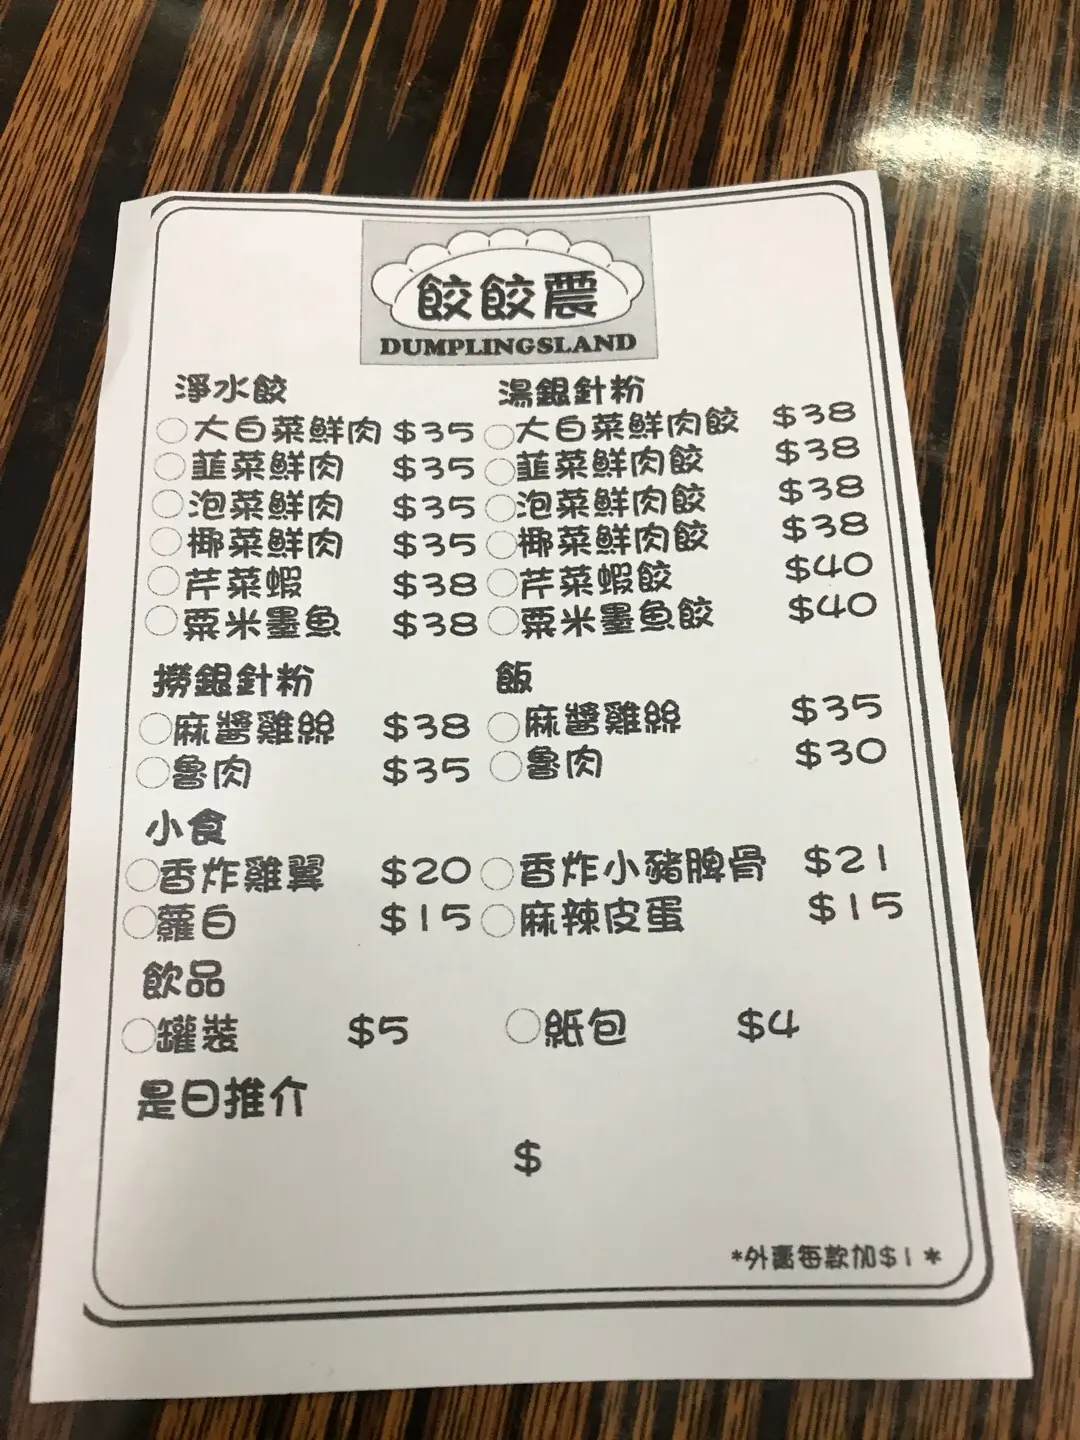 餃餃農
DUMPLINGSLAND
淨水餃
大白菜鮮肉 $35
韮菜鮮肉 $35
泡菜鮮肉 $35
椰菜鮮肉 $35
芹菜蝦 $38
粟米墨魚 $38
湯銀針粉
大白菜鮮肉餃 $38
韮菜鮮肉餃 $38
泡菜鮮肉餃 $38
椰菜鮮肉餃 $38
芹菜蝦餃 $40
粟米墨魚餃 $40
撈銀針粉
麻醬雞絲 $38
魯肉 $35
飯
麻醬雞絲 $35
魯肉 $30
小食
香炸雞翼 $20
香炸小豬脾骨 $21
蘿白 $15
麻辣皮蛋 $15
飲品
罐裝 $5
紙包 $4
是日推介
$
*外賣每款加$1*